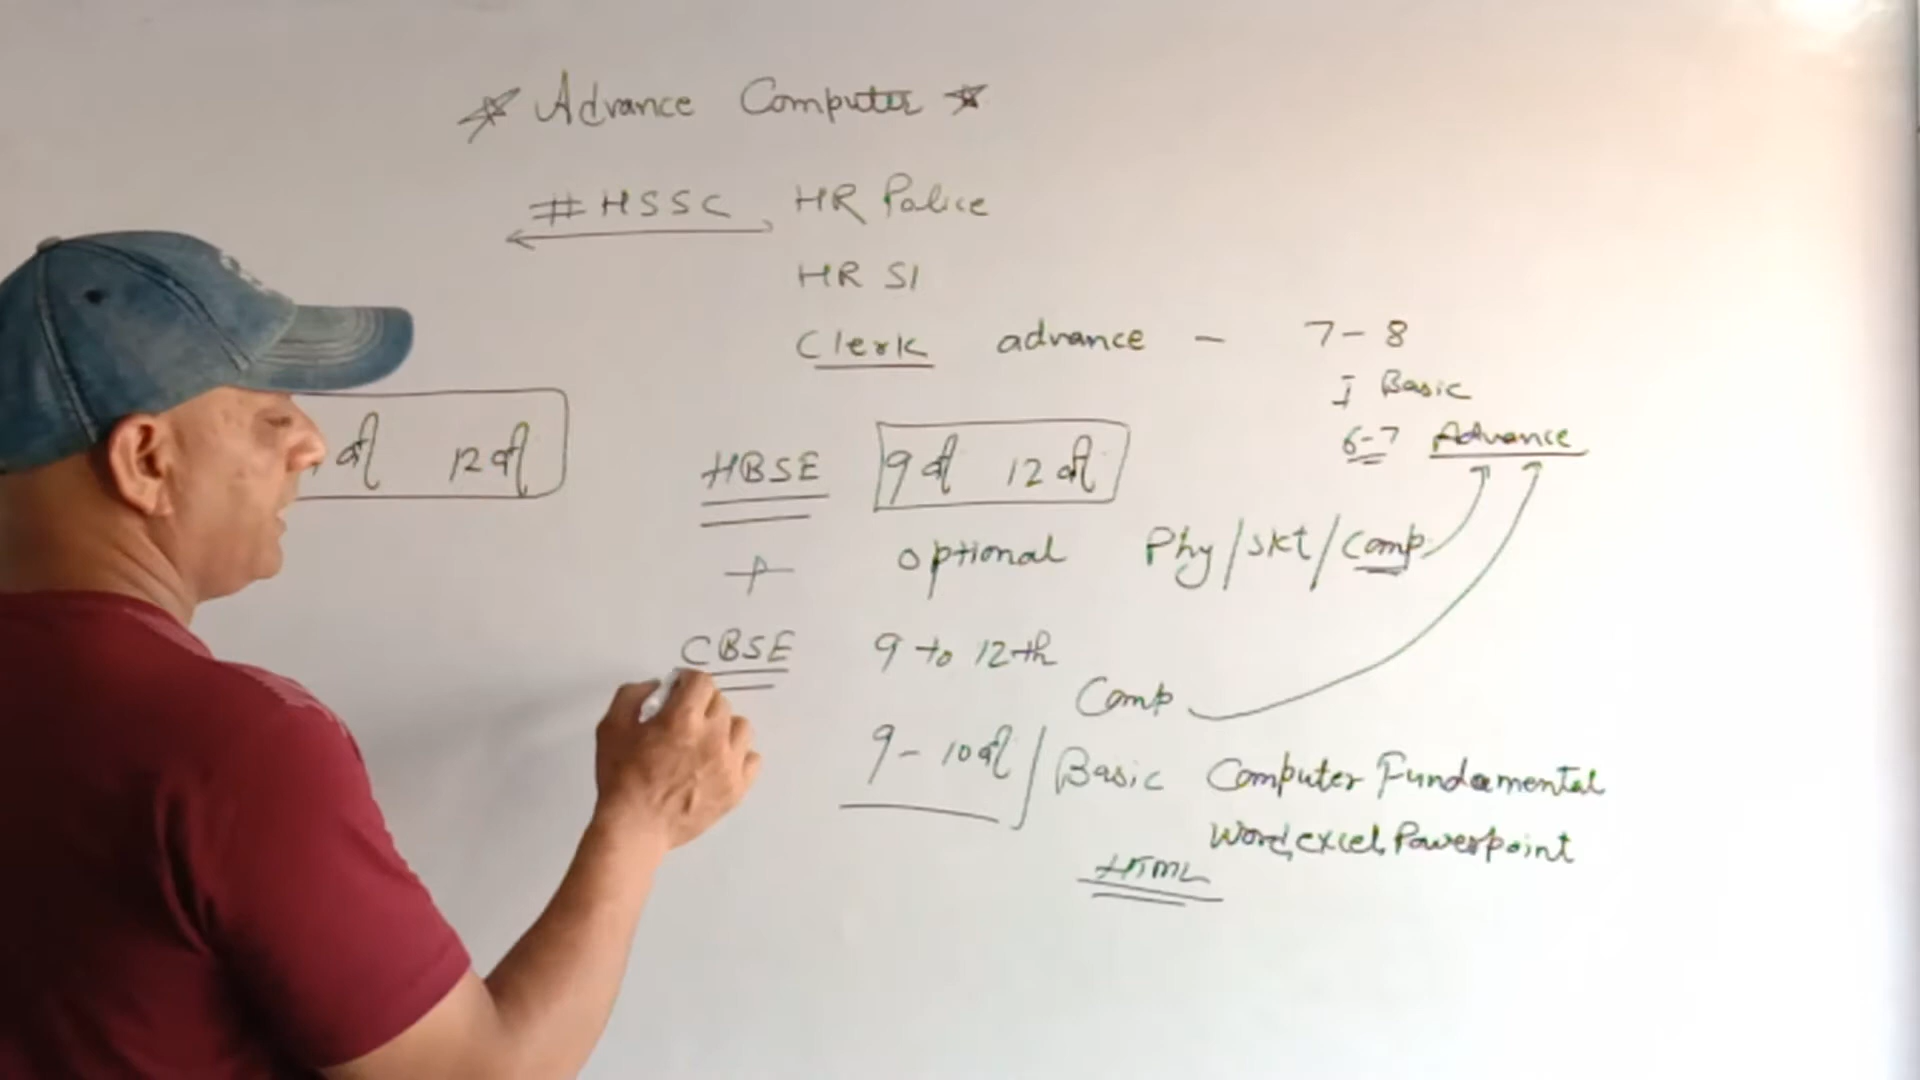 Advance Computer
#HSSC HR Police
HR SI
Clerk advance - 7-8
I Basic
6-7 Advance
वीं 12वीं
HBSE 9वीं 12वीं
+
optional Phy/Skt/Comp
CBSE 9 to 12th
Comp
9-10वीं Basic Computer Fundamental
Word, excel, Powerpoint
HTML